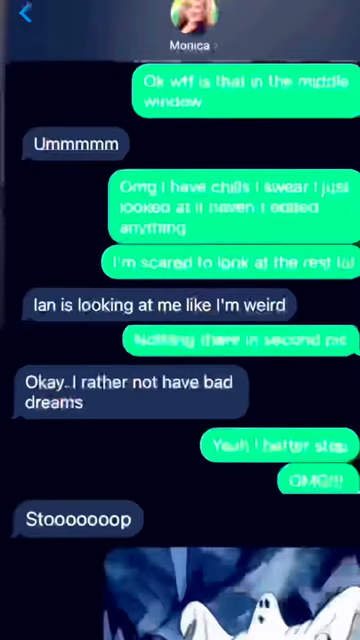 Monica
Ok wtf is that in the middle
window
Ummmmm
Omg I have chills I swear I just
looked at it haven't edited
anything
I'm scared to look at the rest lol
Ian is looking at me like I'm weird
Nothing there in second pic
Okay. I rather not have bad
dreams
Yeah I better stop
OMG!!!
Stooooooop